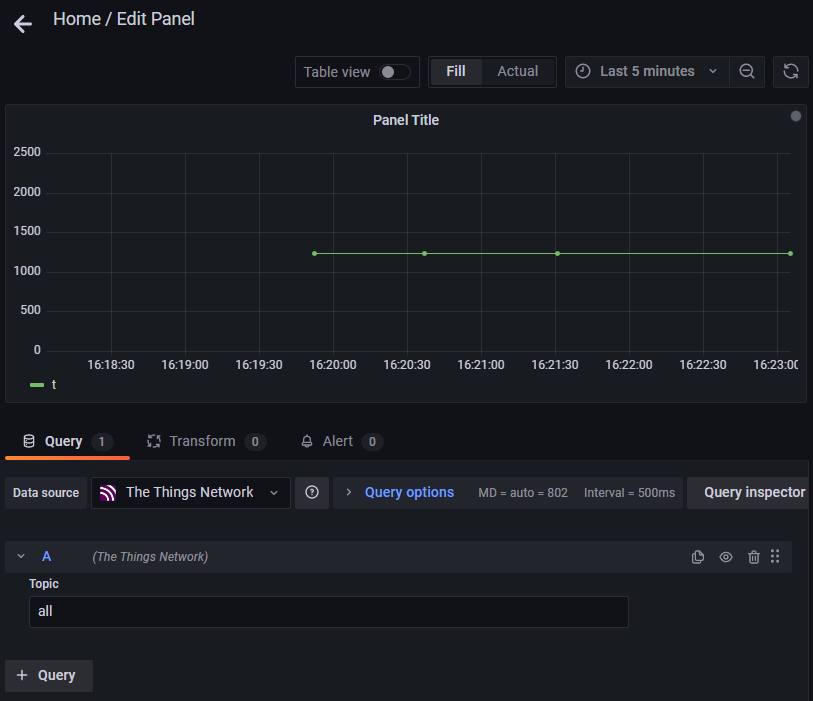 Home / Edit Panel
Table view Fill Actual Last 5 minutes
Panel Title
2500
2000
1500
1000
500
0
16:18:30 16:19:00 16:19:30 16:20:00 16:20:30 16:21:00 16:21:30 16:22:00 16:22:30 16:23:00
t
Query 1 Transform 0 Alert 0
Data source The Things Network Query options MD = auto = 802 Interval = 500ms Query inspector
A (The Things Network)
Topic
all
+ Query